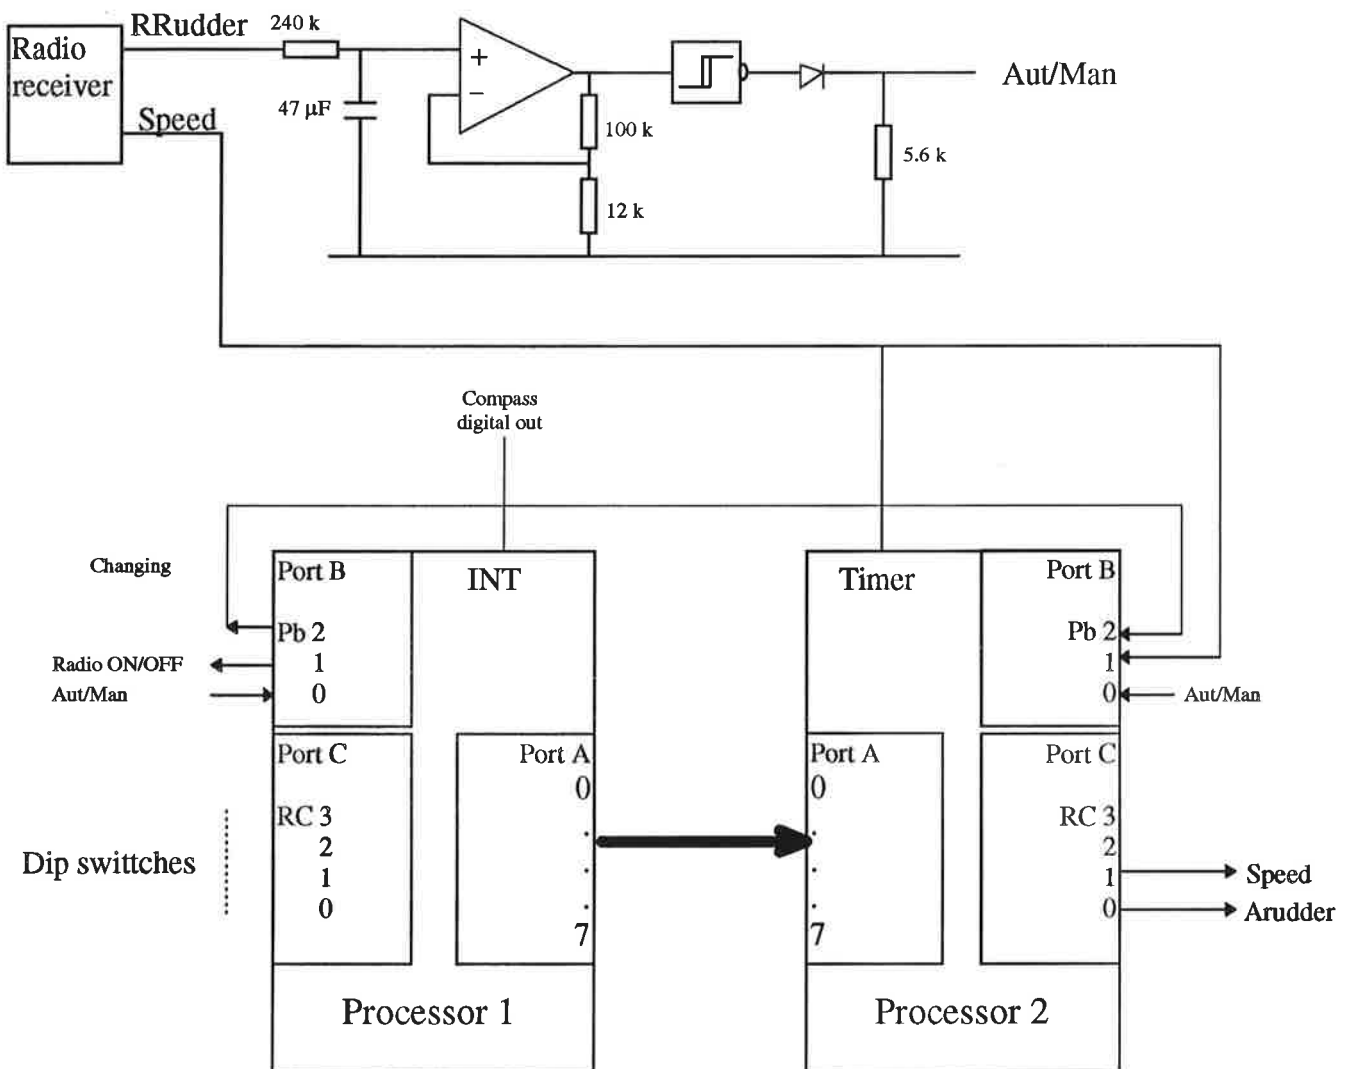 RRudder
240 k
Radio
receiver
Speed
47 μF
+
−
100 k
12 k
5.6 k
Aut/Man
Compass
digital out
Changing
Radio ON/OFF
Aut/Man
Port B
Pb 2
1
0
INT
Port C
RC 3
2
1
0
Dip swittches
Port A
0
.
.
.
7
Processor 1
Timer
Port B
Pb 2
1
0
Aut/Man
Port A
0
.
.
.
7
Port C
RC 3
2
1
0
Speed
Arudder
Processor 2